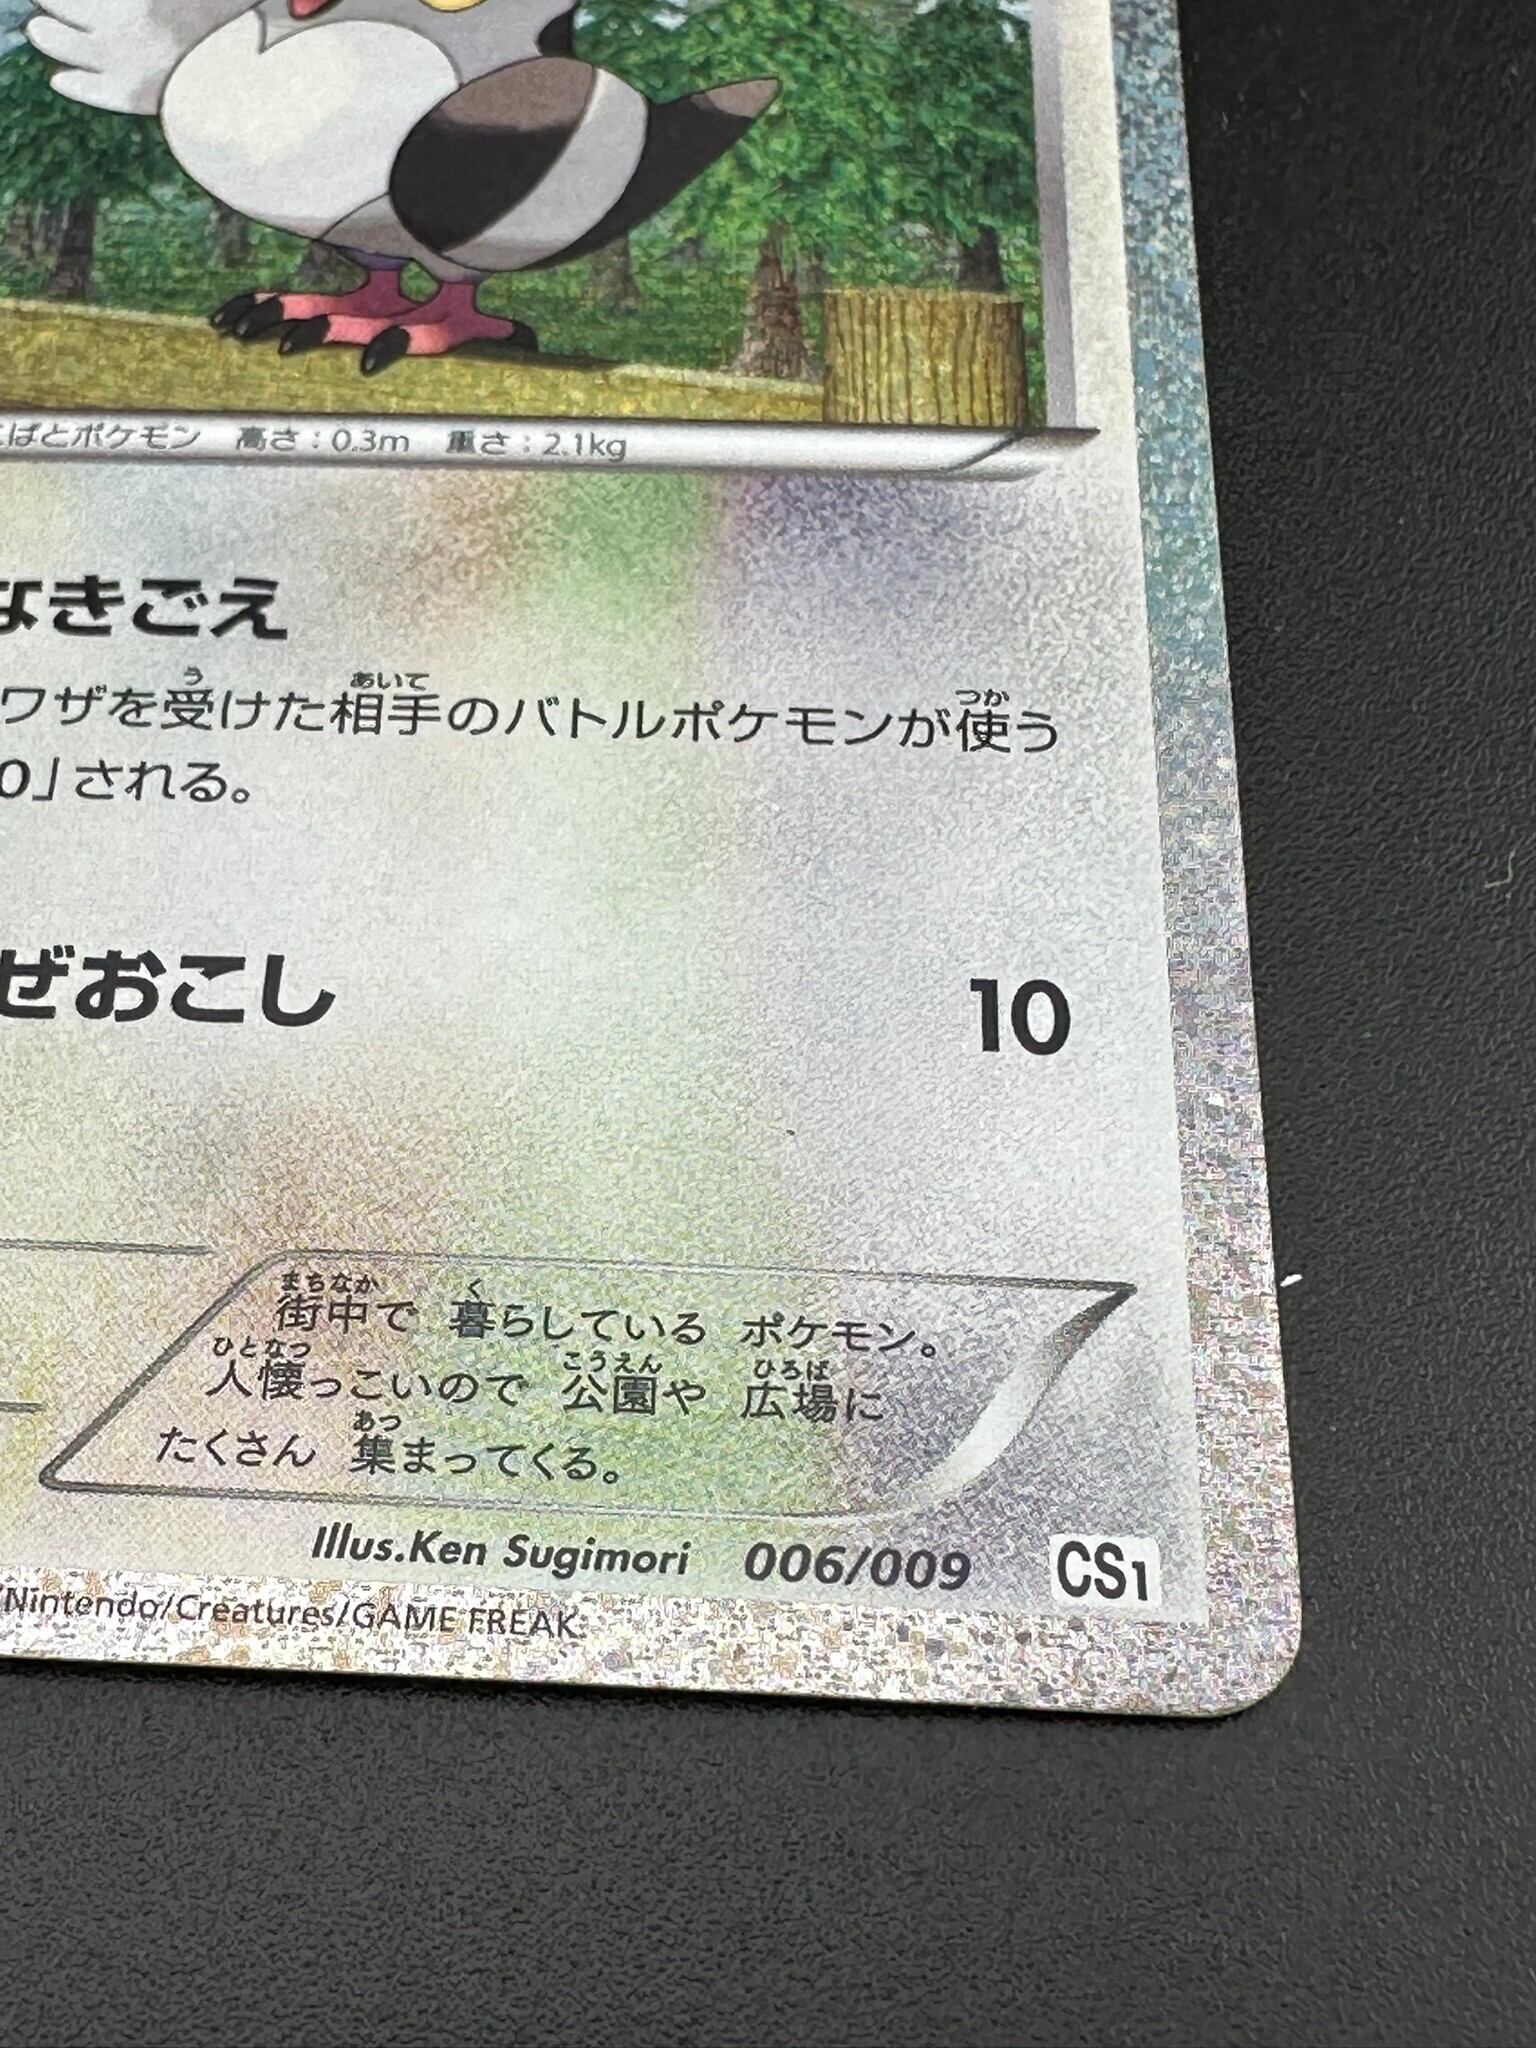 こばとポケモン 高さ：0.3m 重さ：2.1kg
なきごえ
ワザを受けた相手のバトルポケモンが使う
0」される。
ぜおこし 10
街中で 暮らしている ポケモン。
人懐っこいので 公園や 広場に
たくさん 集まってくる。
Illus.Ken Sugimori 006/009 CS1
/Nintendo/Creatures/GAME FREAK.